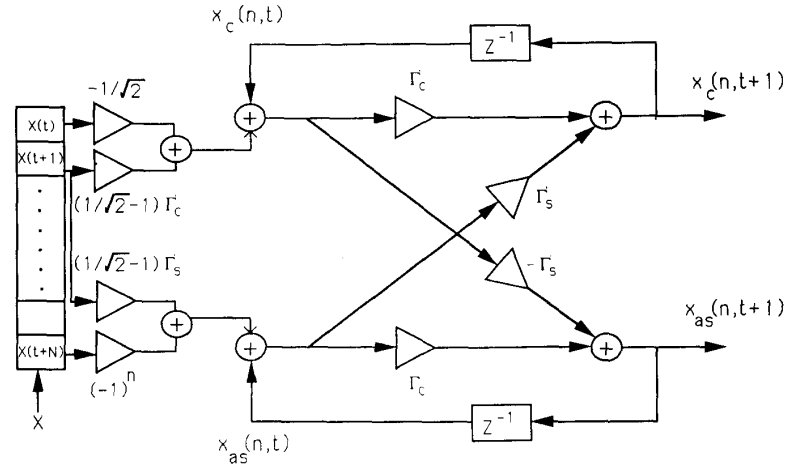 x_c(n,t)
Z^-1
-1/√2
Γ_c
x_c(n,t+1)
X(t)
+
+
+
X(t+1)
(1/√2-1) Γ_c
Γ_s
(1/√2-1) Γ_s
-Γ_s
x_as(n,t+1)
+
X(t+N)
+
+
(-1)^n
Γ_c
X
x_as(n,t)
Z^-1